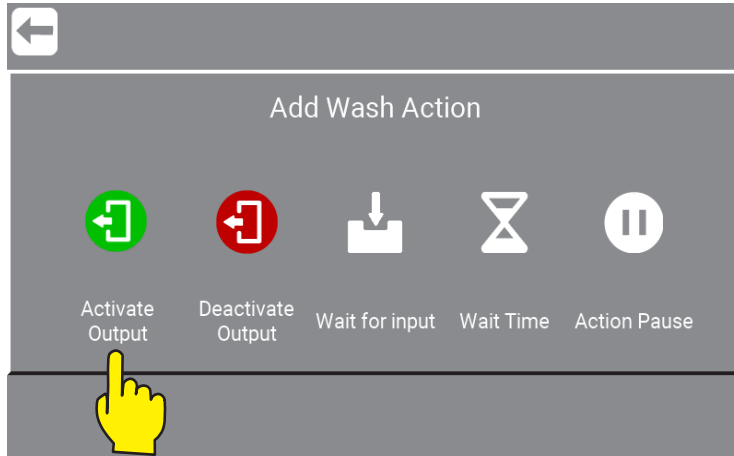 Add Wash Action
Activate
Output
Deactivate
Output
Wait for input
Wait Time
Action Pause